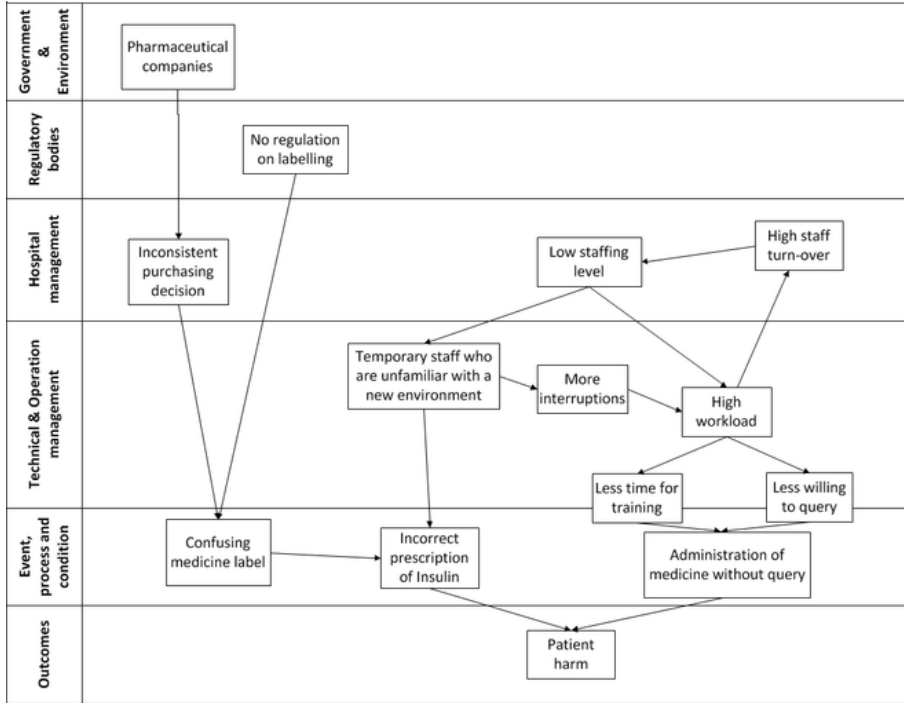 Government
&
Environment
Pharmaceutical
companies
Regulatory
bodies
No regulation
on labelling
Hospital
management
Inconsistent
purchasing
decision
Low staffing
level
High staff
turn-over
Technical & Operation
management
Temporary staff who
are unfamiliar with a
new environment
More
interruptions
High
workload
Less time for
training
Less willing
to query
Event,
process and
condition
Confusing
medicine label
Incorrect
prescription
of Insulin
Administration of
medicine without query
Outcomes
Patient
harm